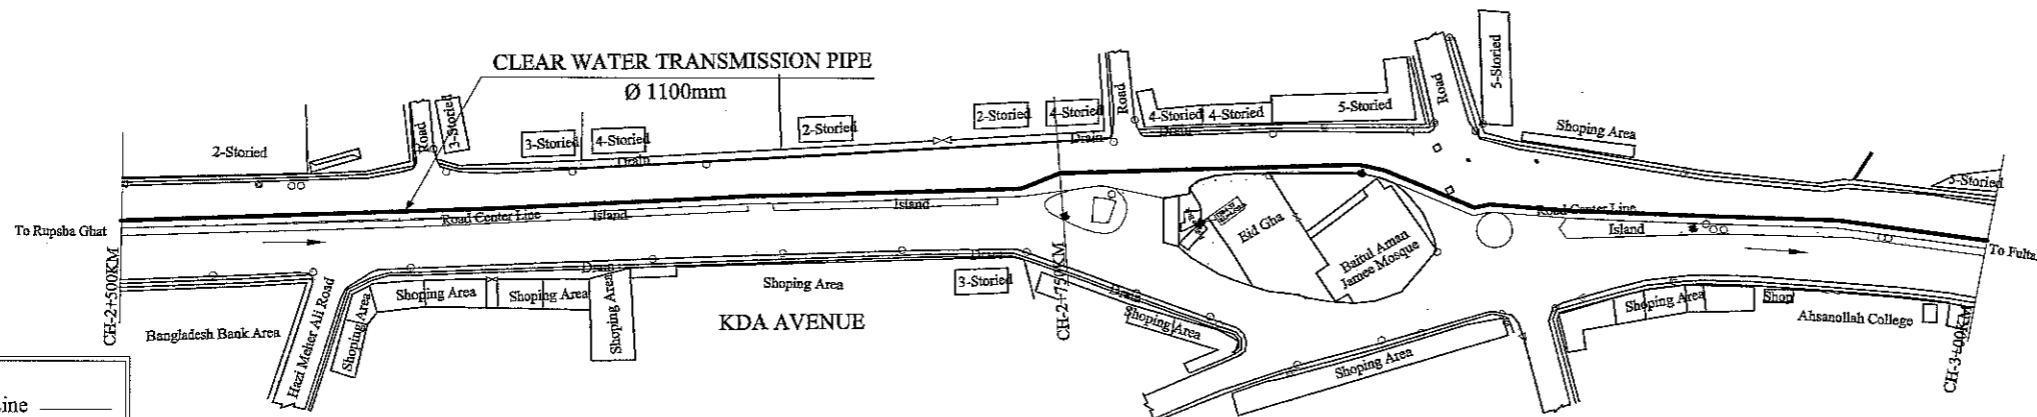 CLEAR WATER TRANSMISSION PIPE
Ø 1100mm
2-Storied
Road
3-Storied
3-Storied
4-Storied
Drain
2-Storied
2-Storied
4-Storied
Drain
Road
4-Storied
4-Storied
Drain
5-Storied
Road
5-Storied
Shoping Area
5-Storied
To Rupsha Ghat
Road Center Line
Island
Island
Eid Gha
Baitul Aman
Jamee Mosque
Road Center Line
Island
To Fulta
CH-2+500KM
Bangladesh Bank Area
Hazi Meher Ali Road
Shoping Area
Shoping Area
Shoping Area
Shoping Area
Drain
Shoping Area
KDA AVENUE
3-Storied
Drain
CH-2+750KM
Drain
Shoping Area
Shoping Area
Shoping Area
Shop
Ahsanollah College
CH-3+00KM
Line